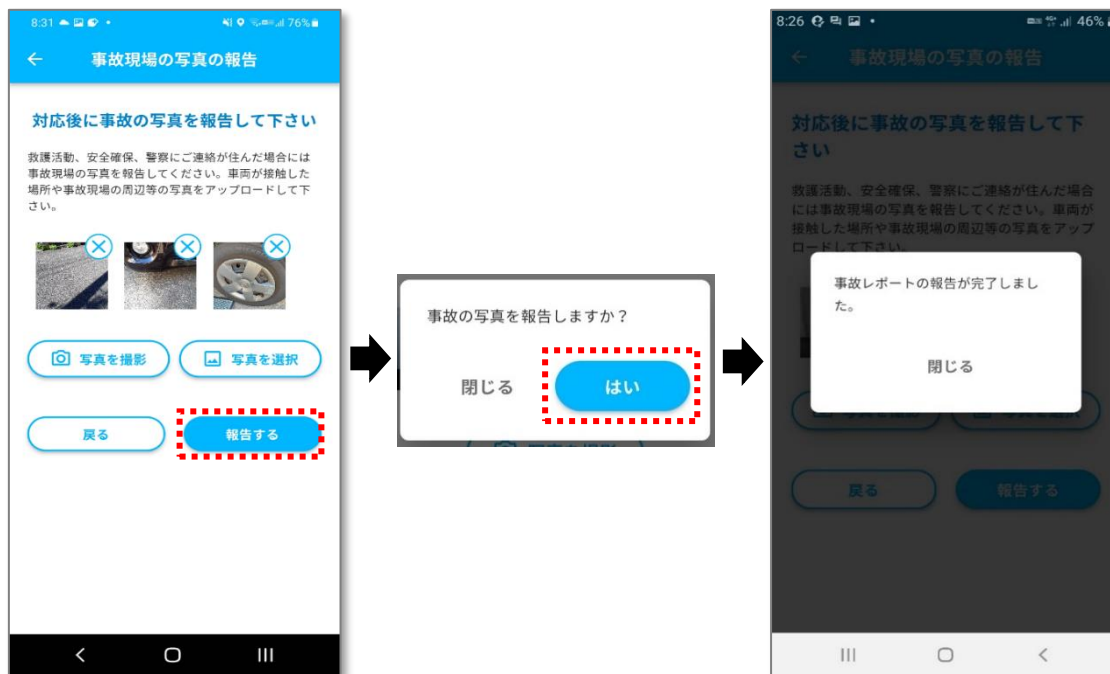 8:31
76%
事故現場の写真の報告
対応後に事故の写真を報告して下さい
救護活動、安全確保、警察にご連絡が住んだ場合には
事故現場の写真を報告してください。車両が接触した
場所や事故現場の周辺等の写真をアップロードして下
さい。
写真を撮影
写真を選択
戻る
報告する
事故の写真を報告しますか？
閉じる
はい
8:26
46%
事故現場の写真の報告
対応後に事故の写真を報告して下
さい
救護活動、安全確保、警察にご連絡が住んだ場合
には事故現場の写真を報告してください。車両が
接触した場所や事故現場の周辺等の写真をアップ
ロードして下さい。
事故レポートの報告が完了しまし
た。
閉じる
戻る
報告する